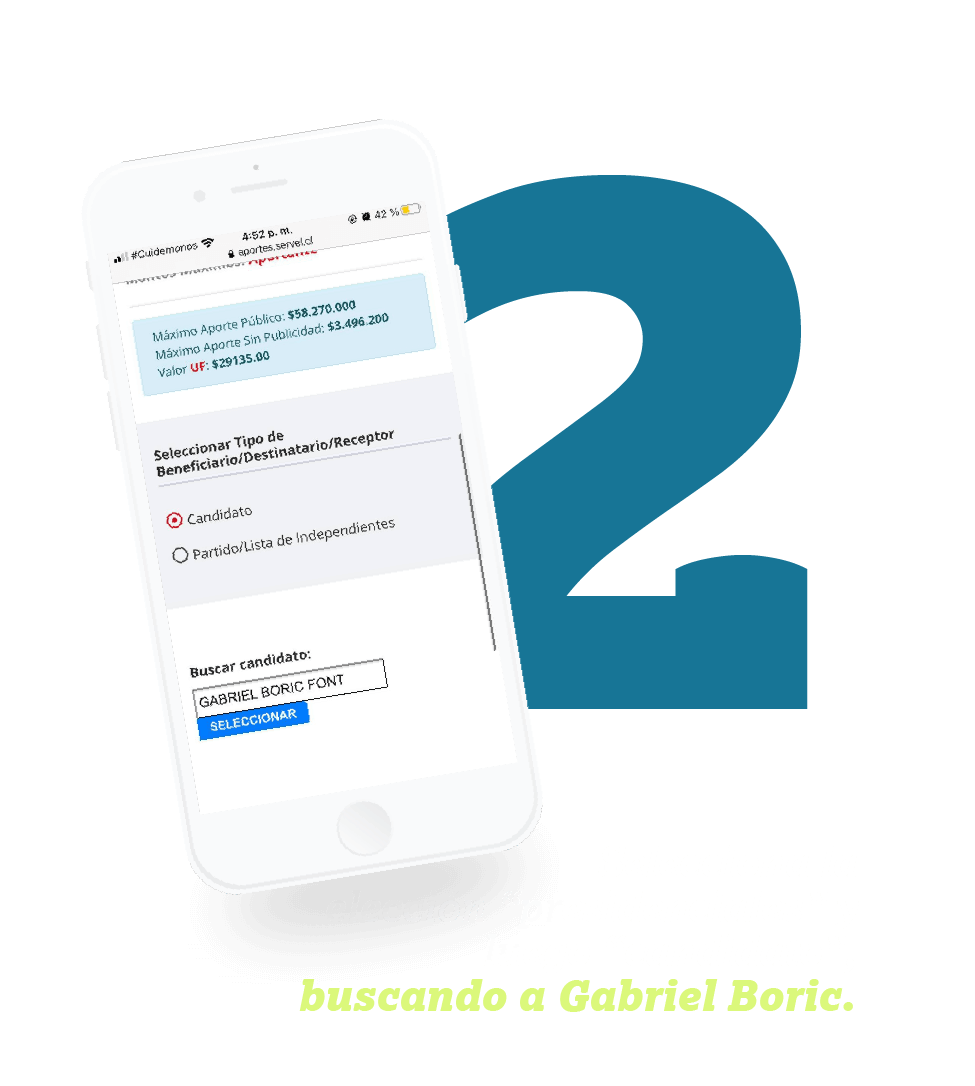 2
#Cuidemonos
4:52 p. m.
42 %
aportes.servel.cl
Montos Máximos: Aportante
Máximo Aporte Público: $58.270.000
Máximo Aporte Sin Publicidad: $3.496.200
Valor UF: $29135.00
Seleccionar Tipo de
Beneficiario/Destinatario/Receptor
Candidato
Partido/Lista de Independientes
Buscar candidato:
GABRIEL BORIC FONT
SELECCIONAR
buscando a Gabriel Boric.